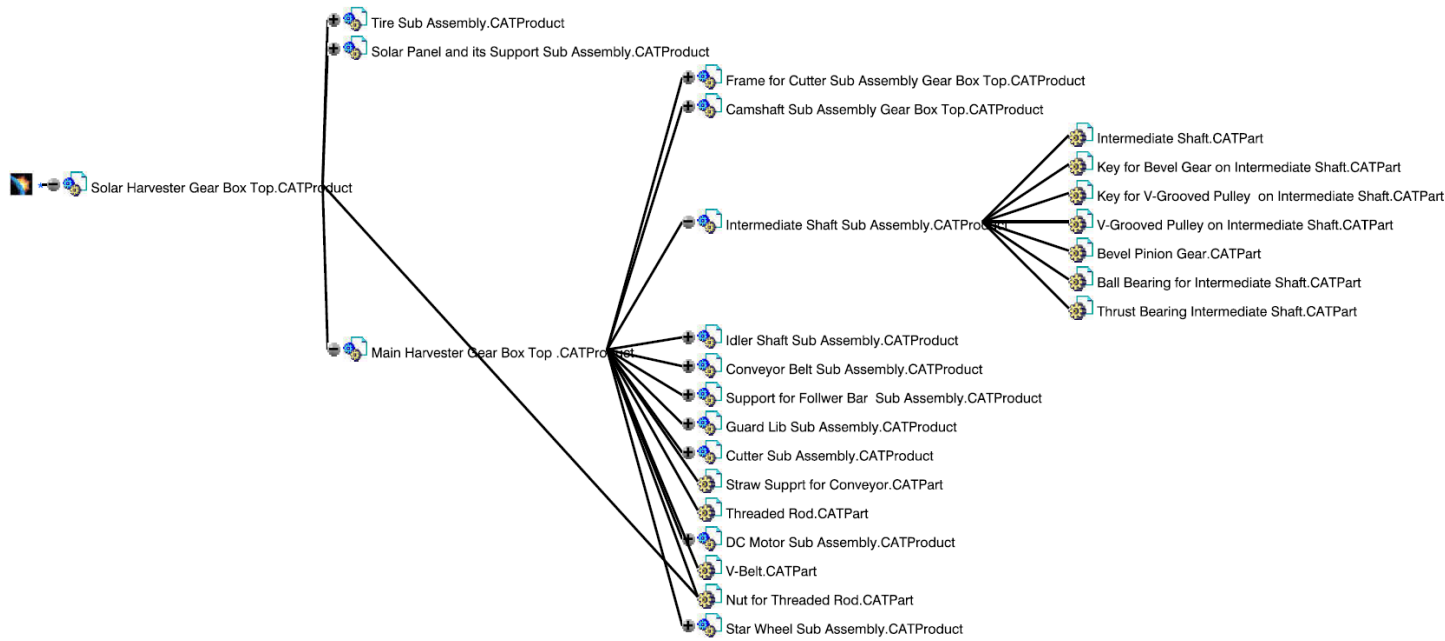 Tire Sub Assembly.CATProduct
Solar Panel and its Support Sub Assembly.CATProduct
Frame for Cutter Sub Assembly Gear Box Top.CATProduct
Camshaft Sub Assembly Gear Box Top.CATProduct
Intermediate Shaft.CATPart
Key for Bevel Gear on Intermediate Shaft.CATPart
Solar Harvester Gear Box Top.CATProduct
Key for V-Grooved Pulley  on Intermediate Shaft.CATPart
Intermediate Shaft Sub Assembly.CATProduct
V-Grooved Pulley on Intermediate Shaft.CATPart
Bevel Pinion Gear.CATPart
Ball Bearing for Intermediate Shaft.CATPart
Thrust Bearing Intermediate Shaft.CATPart
Idler Shaft Sub Assembly.CATProduct
Main Harvester Gear Box Top .CATProduct
Conveyor Belt Sub Assembly.CATProduct
Support for Follwer Bar  Sub Assembly.CATProduct
Guard Lib Sub Assembly.CATProduct
Cutter Sub Assembly.CATProduct
Straw Supprt for Conveyor.CATPart
Threaded Rod.CATPart
DC Motor Sub Assembly.CATProduct
V-Belt.CATPart
Nut for Threaded Rod.CATPart
Star Wheel Sub Assembly.CATProduct